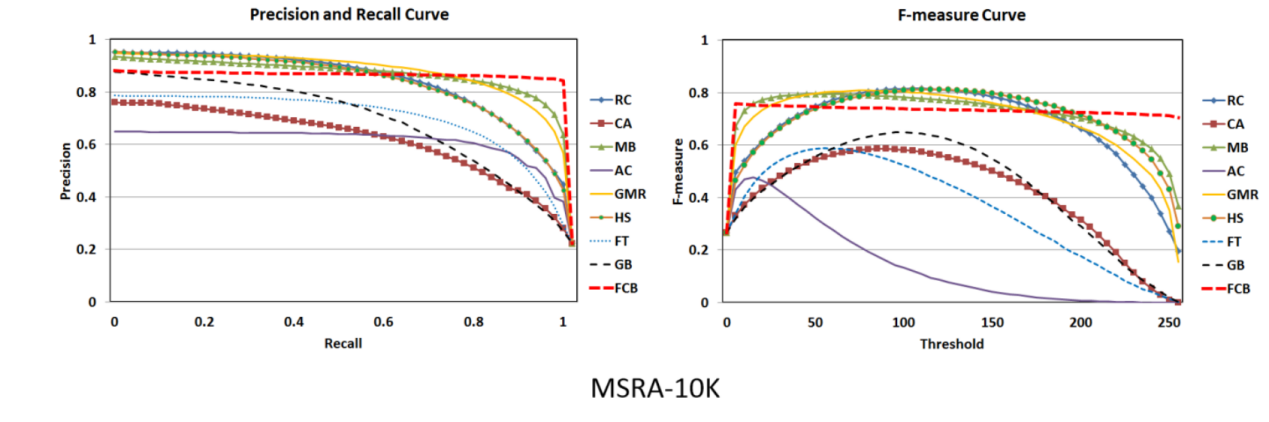 Precision and Recall Curve
1
0.8
0.6
0.4
0.2
0
Precision
0 0.2 0.4 0.6 0.8 1
Recall
RC
CA
MB
AC
GMR
HS
FT
GB
FCB
F-measure Curve
1
0.8
0.6
0.4
0.2
0
F-measure
0 50 100 150 200 250
Threshold
RC
CA
MB
AC
GMR
HS
FT
GB
FCB
MSRA-10K